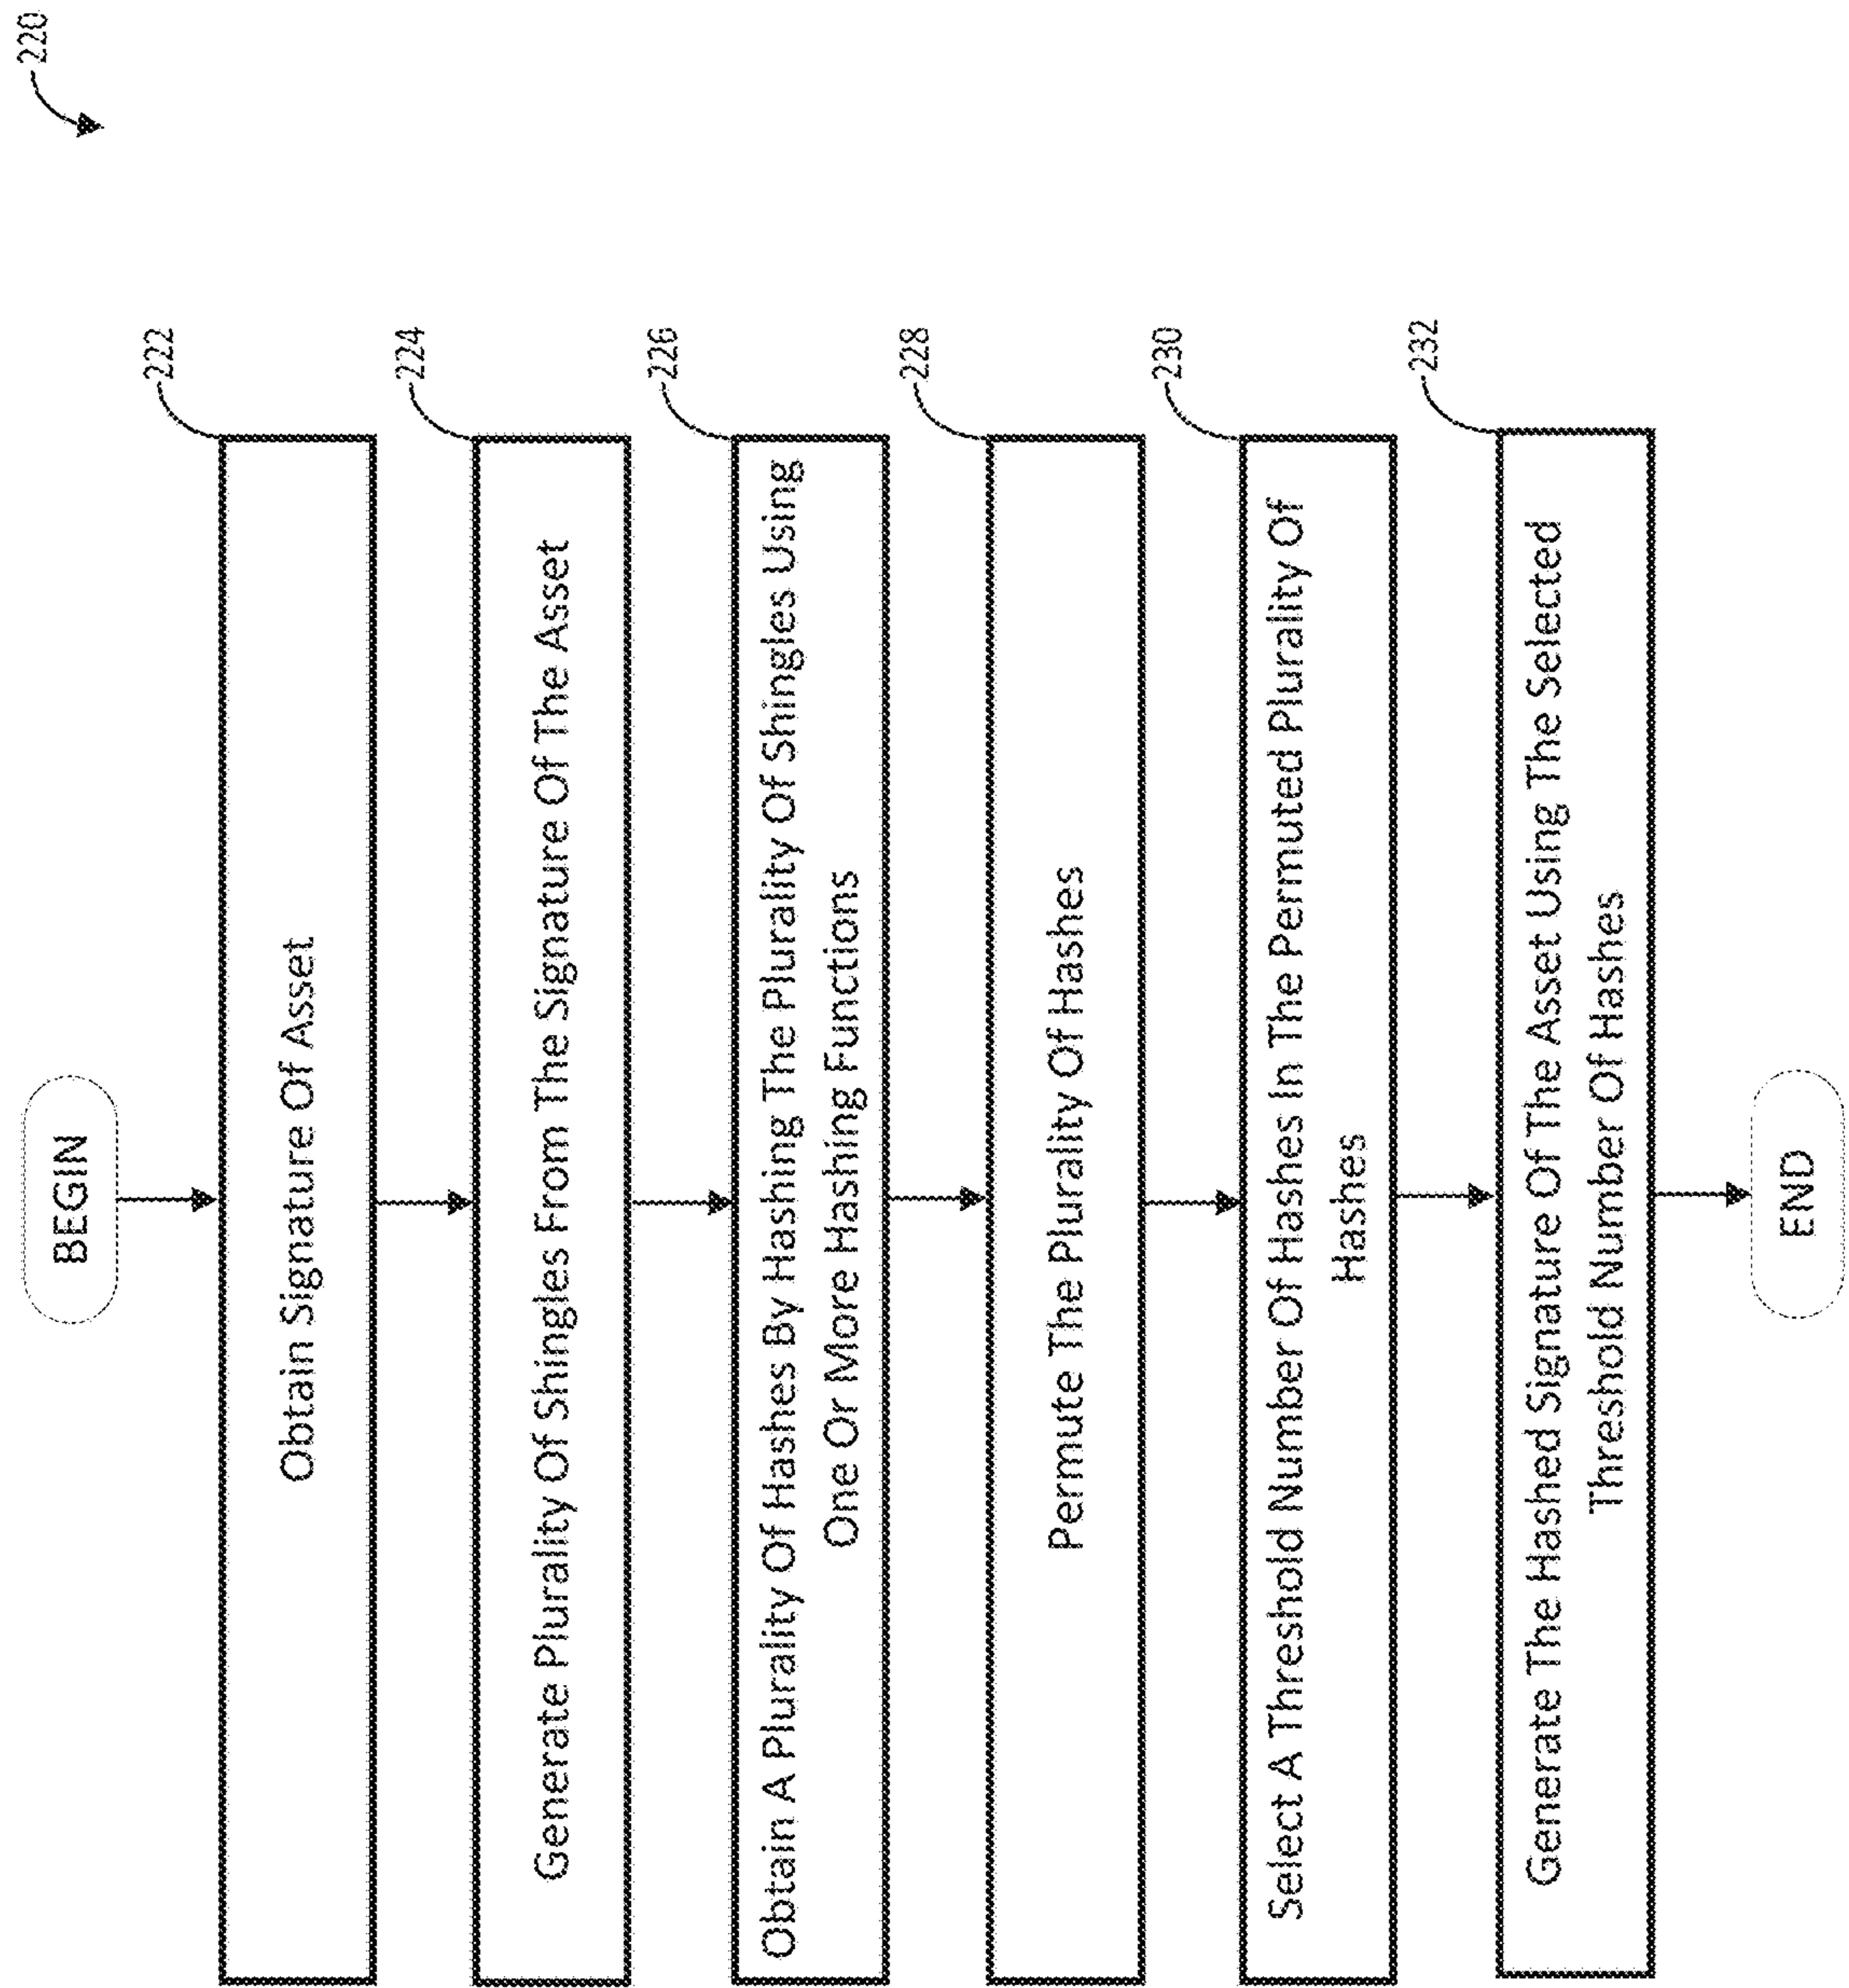 220
BEGIN
222
Obtain Signature Of Asset
224
Generate Plurality Of Shingles From The Signature Of The Asset
226
Obtain A Plurality Of Hashes By Hashing The Plurality Of Shingles Using
One Or More Hashing Functions
228
Permute The Plurality Of Hashes
230
Select A Threshold Number Of Hashes In The Permuted Plurality Of
Hashes
232
Generate The Hashed Signature Of The Asset Using The Selected
Threshold Number Of Hashes
END